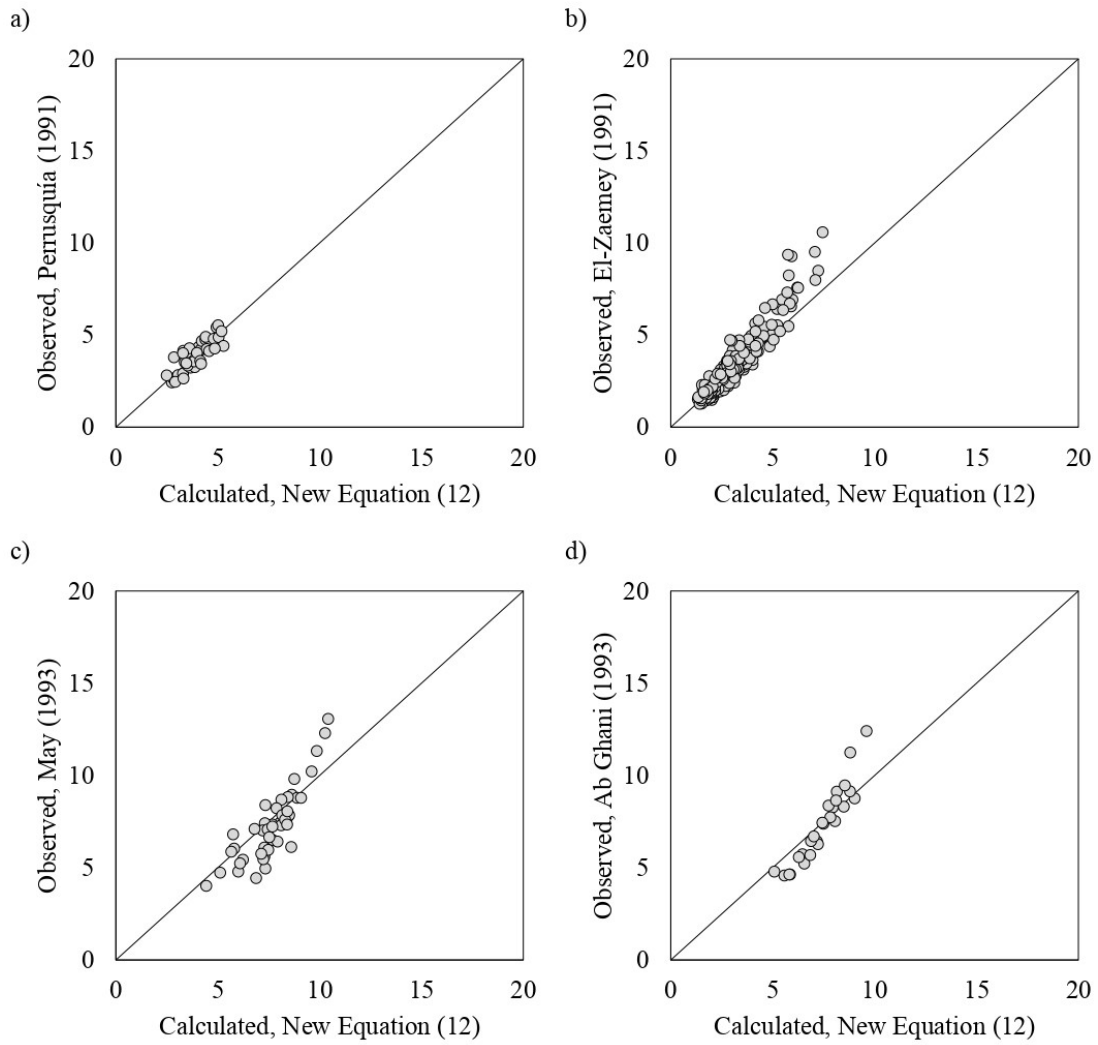 a)
20
15
10
5
0
Observed, Perrusquía (1991)
0 5 10 15 20
Calculated, New Equation (12)
b)
20
15
10
5
0
Observed, El-Zaemey (1991)
0 5 10 15 20
Calculated, New Equation (12)
c)
20
15
10
5
0
Observed, May (1993)
0 5 10 15 20
Calculated, New Equation (12)
d)
20
15
10
5
0
Observed, Ab Ghani (1993)
0 5 10 15 20
Calculated, New Equation (12)